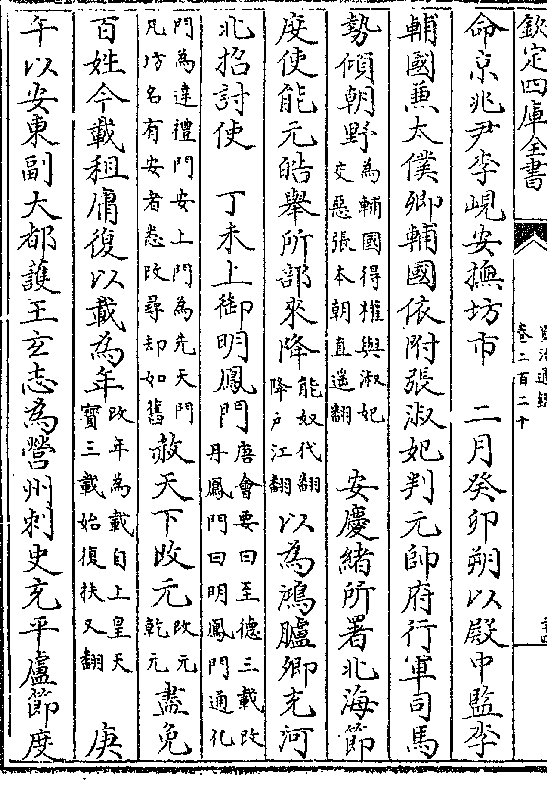 欽定四庫全書
卷二百二十
命京兆尹李峴安撫坊市　二月癸卯朔以殿中監李
輔國兼太僕卿輔國依附張淑妃判元帥府行軍司馬
勢傾朝野為輔國得權與淑妃交惡張本朝直遥翻　安慶緒所署北海節
度使能元皓舉所部來降能奴代翻降户江翻以為鴻臚卿充河
北招討使　丁未上御明鳳門唐會要曰至德三載改丹鳳門曰明鳳門通化
門為達禮門安上門為先天門凡坊名有安者悉改尋却如舊赦天下改元改元乾元盡免
百姓今載租庸復以載為年改年為載自上皇天寶三載始復扶又翻　庚
午以安東副大都護王玄志為營州刺史充平盧節度